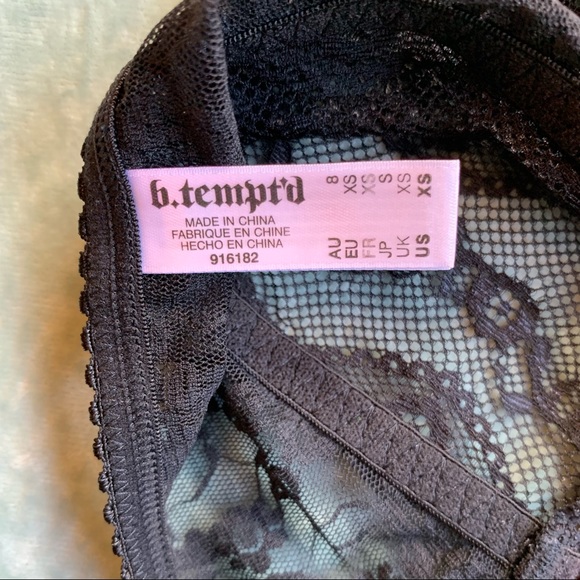 b.tempt'd
MADE IN CHINA
FABRIQUE EN CHINE
HECHO EN CHINA
916182
AU 8
EU XS
FR XS
JP S
UK XS
US XS